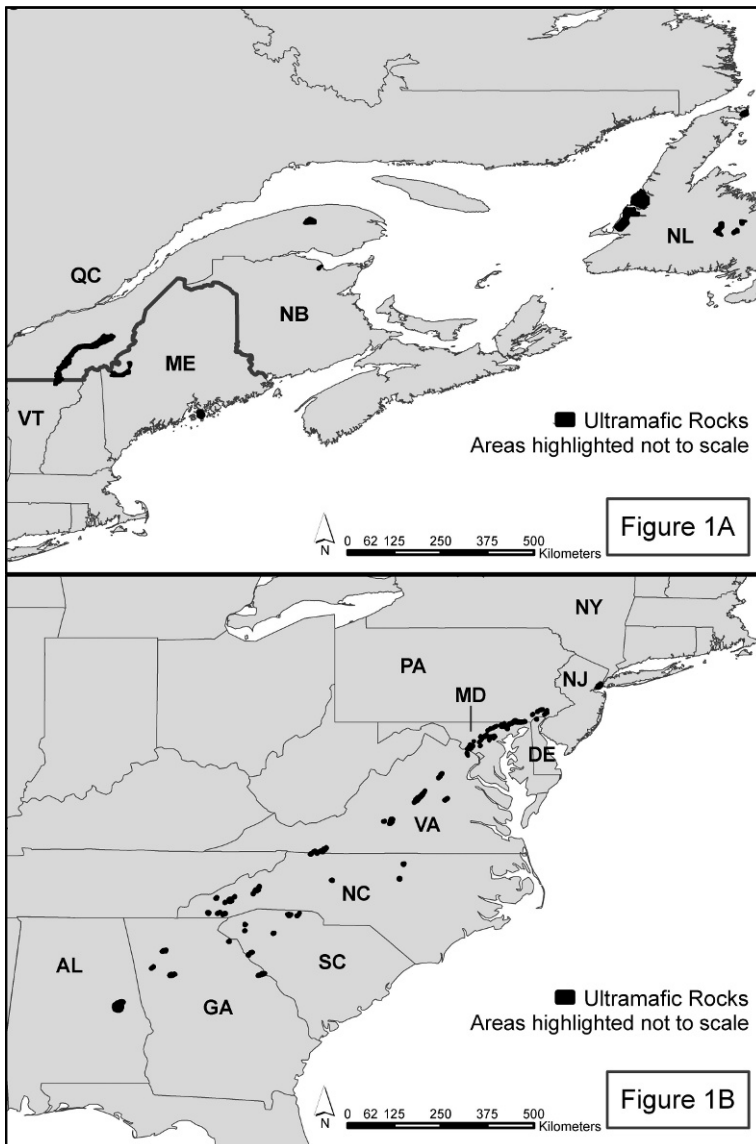 QC
NL
NB
ME
VT
Ultramafic Rocks
Areas highlighted not to scale
N
0 62 125 250 375 500
Kilometers
Figure 1A
NY
PA
NJ
MD
DE
VA
NC
AL
SC
GA
Ultramafic Rocks
Areas highlighted not to scale
N
0 62 125 250 375 500
Kilometers
Figure 1B